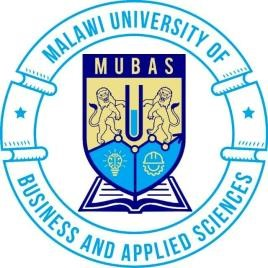 MALAWI UNIVERSITY OF
MUBAS
BUSINESS AND APPLIED SCIENCES